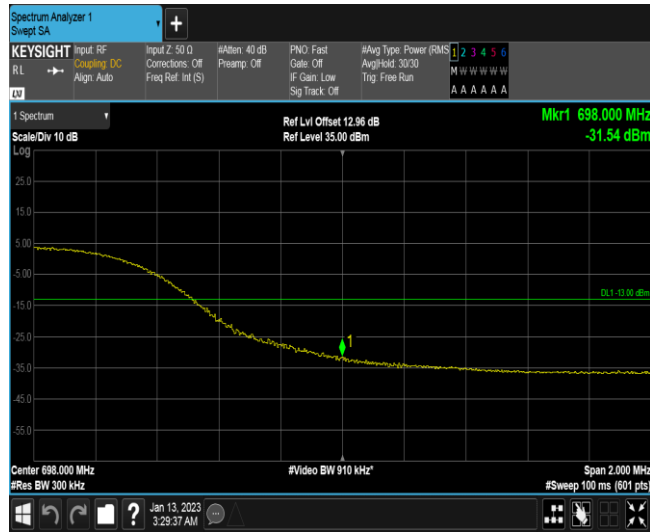 Spectrum Analyzer 1
Swept SA
+
KEYSIGHT
RL
LXI
Input: RF
Coupling: DC
Align: Auto
Input Z: 50 Ω
Corrections: Off
Freq Ref: Int (S)
#Atten: 40 dB
Preamp: Off
PNO: Fast
Gate: Off
IF Gain: Low
Sig Track: Off
#Avg Type: Power (RMS
Avg|Hold: 30/30
Trig: Free Run
1 2 3 4 5 6
M W W W W W
A A A A A A
1 Spectrum
Scale/Div 10 dB
Log
Ref Lvl Offset 12.96 dB
Ref Level 35.00 dBm
Mkr1 698.000 MHz
-31.54 dBm
25.0
15.0
5.00
-5.00
DL1 -13.00 dBm
-15.0
-25.0
1
-35.0
-45.0
-55.0
Center 698.000 MHz
#Res BW 300 kHz
#Video BW 910 kHz*
Span 2.000 MHz
#Sweep 100 ms (601 pts)
?
Jan 13, 2023
3:29:37 AM